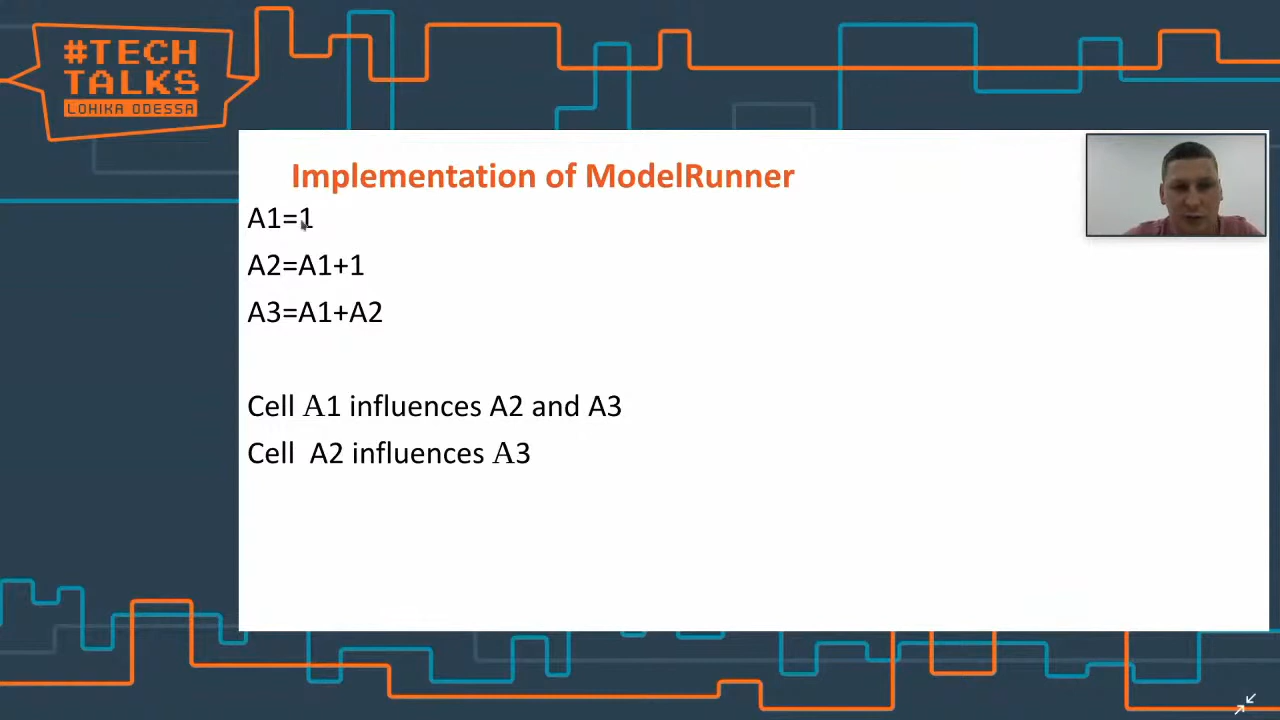 #TECH
TALKS
LOHIKA ODESSA
Implementation of ModelRunner
A1=1
A2=A1+1
A3=A1+A2
Cell A1 influences A2 and A3
Cell  A2 influences A3